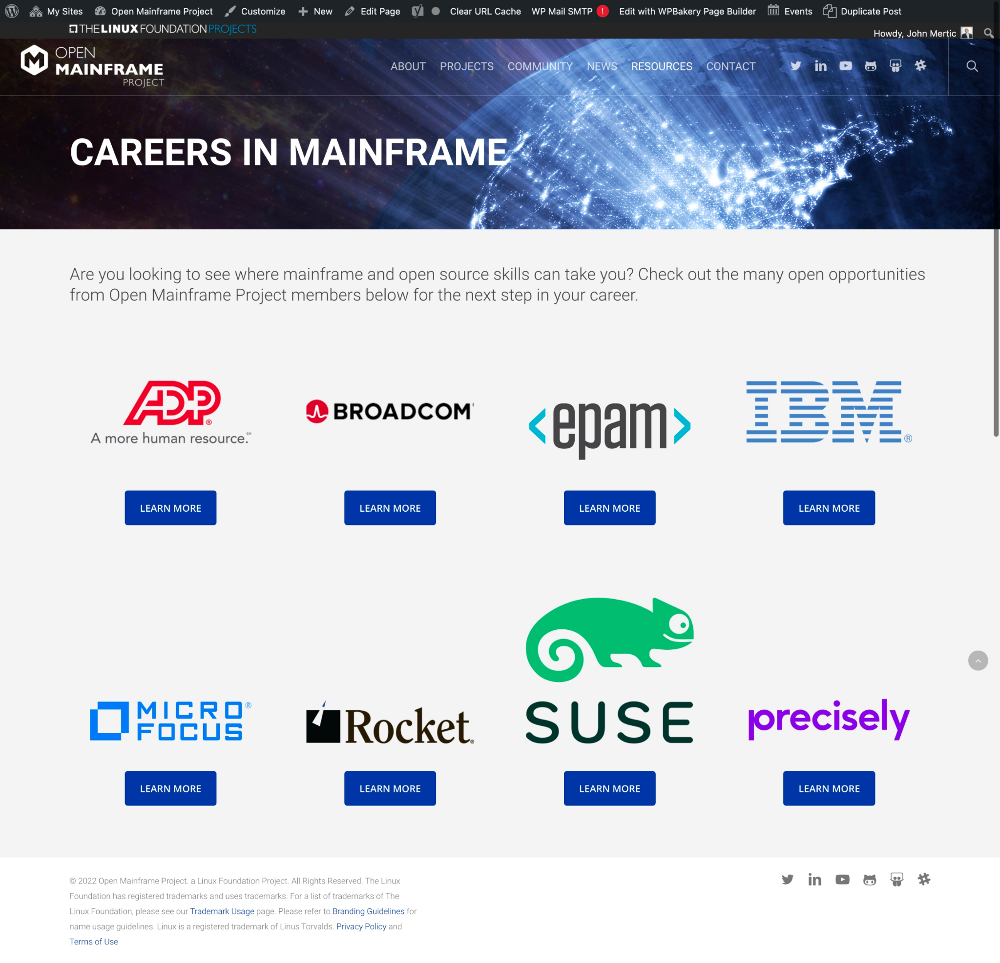 My Sites Open Mainframe Project Customize New Edit Page Clear URL Cache WP Mail SMTP ! Edit with WPBakery Page Builder Events Duplicate Post
THE LINUX FOUNDATION PROJECTS
Howdy, John Mertic
OPEN
MAINFRAME
PROJECT
ABOUT PROJECTS COMMUNITY NEWS RESOURCES CONTACT
CAREERS IN MAINFRAME
Are you looking to see where mainframe and open source skills can take you? Check out the many open opportunities
from Open Mainframe Project members below for the next step in your career.
ADP®
A more human resource.℠
BROADCOM
<epam>
IBM®
LEARN MORE LEARN MORE LEARN MORE LEARN MORE
MICRO®
FOCUS
Rocket®
SUSE
precisely
LEARN MORE LEARN MORE LEARN MORE LEARN MORE
© 2022 Open Mainframe Project. a Linux Foundation Project. All Rights Reserved. The Linux
Foundation has registered trademarks and uses trademarks. For a list of trademarks of The
Linux Foundation, please see our Trademark Usage page. Please refer to Branding Guidelines for
name usage guidelines. Linux is a registered trademark of Linus Torvalds. Privacy Policy and
Terms of Use